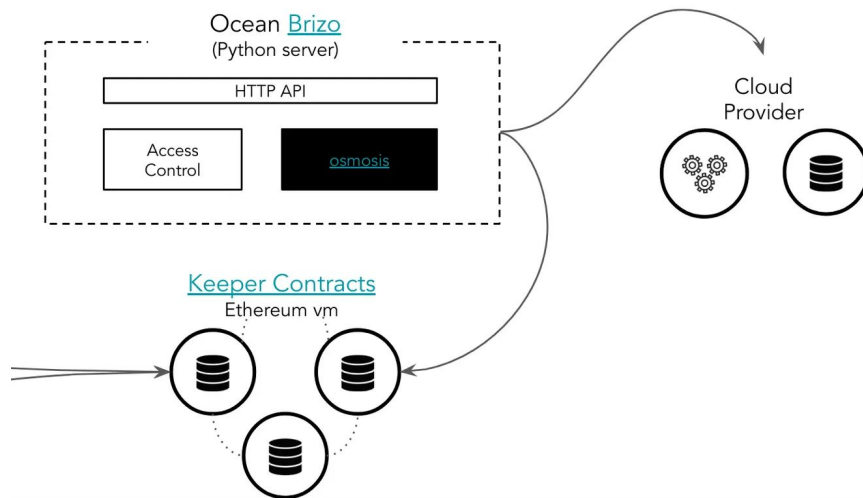 Ocean Brizo
(Python server)
HTTP API
Access
Control
osmosis
Cloud
Provider
Keeper Contracts
Ethereum vm